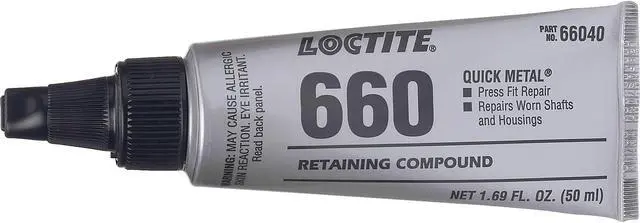 LOCTITE®
PART NO. 66040
660
QUICK METAL®
■ Press Fit Repair
■ Repairs Worn Shafts
and Housings
RETAINING COMPOUND
NET 1.69 FL. OZ. (50 ml)
WARNING: MAY CAUSE ALLERGIC
SKIN REACTION. EYE IRRITANT.
Read back panel.